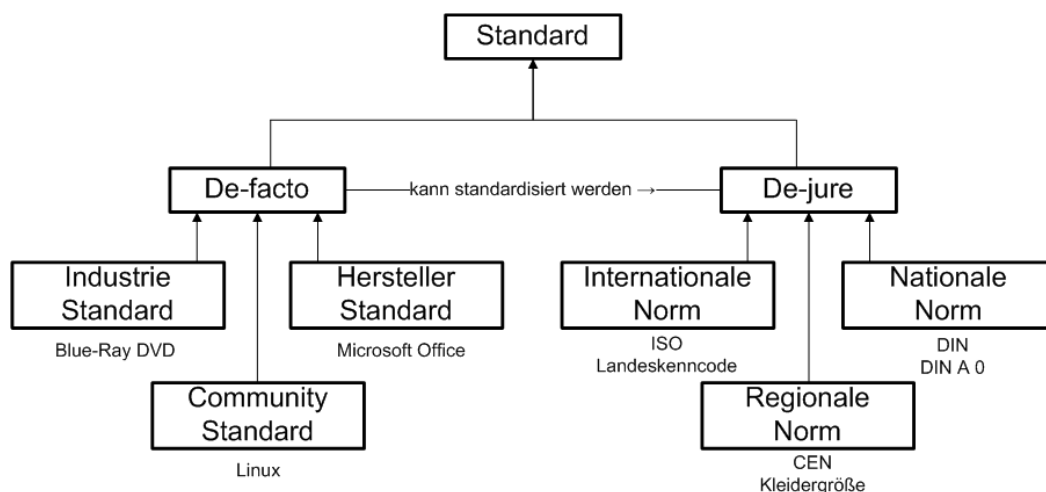 Standard
De-facto
kann standardisiert werden →
De-jure
Industrie
Standard
Blue-Ray DVD
Hersteller
Standard
Microsoft Office
Community
Standard
Linux
Internationale
Norm
ISO
Landeskenncode
Nationale
Norm
DIN
DIN A 0
Regionale
Norm
CEN
Kleidergröße